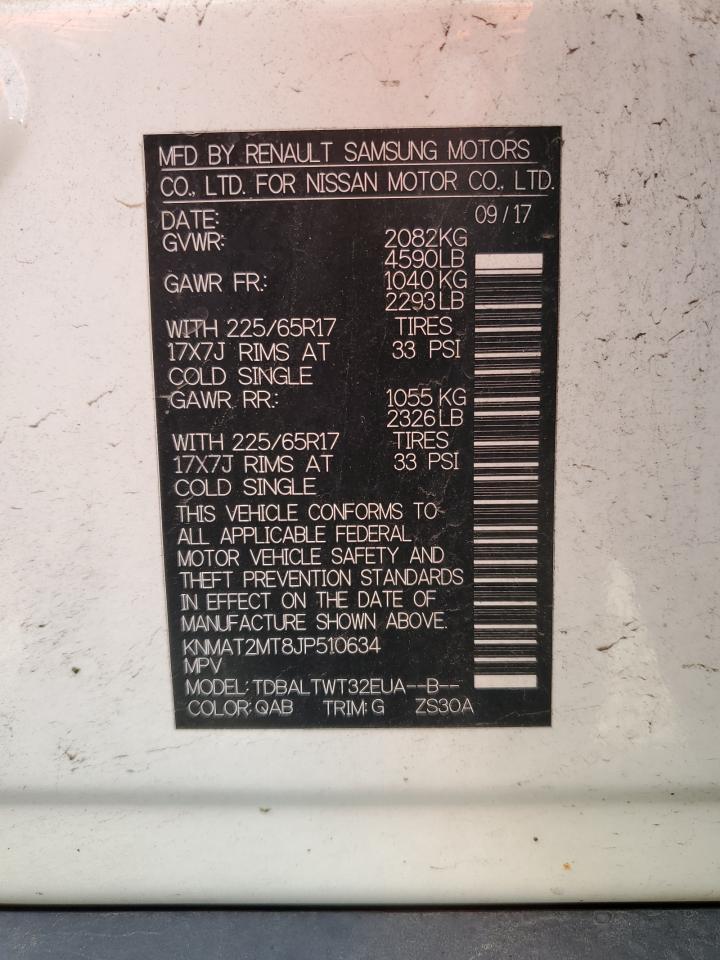 MFD BY RENAULT SAMSUNG MOTORS
CO., LTD. FOR NISSAN MOTOR CO., LTD.
DATE: 09/17
GVWR: 2082KG
4590LB
GAWR FR: 1040KG
2293LB
WITH 225/65R17 TIRES
17X7J RIMS AT 33 PSI
COLD SINGLE
GAWR RR: 1055 KG
2326LB
WITH 225/65R17 TIRES
17X7J RIMS AT 33 PSI
COLD SINGLE
THIS VEHICLE CONFORMS TO
ALL APPLICABLE FEDERAL
MOTOR VEHICLE SAFETY AND
THEFT PREVENTION STANDARDS
IN EFFECT ON THE DATE OF
MANUFACTURE SHOWN ABOVE.
KNMAT2MT8JP510634
MPV
MODEL: TDBALTWT32EUA--B--
COLOR: QAB TRIM: G ZS30A